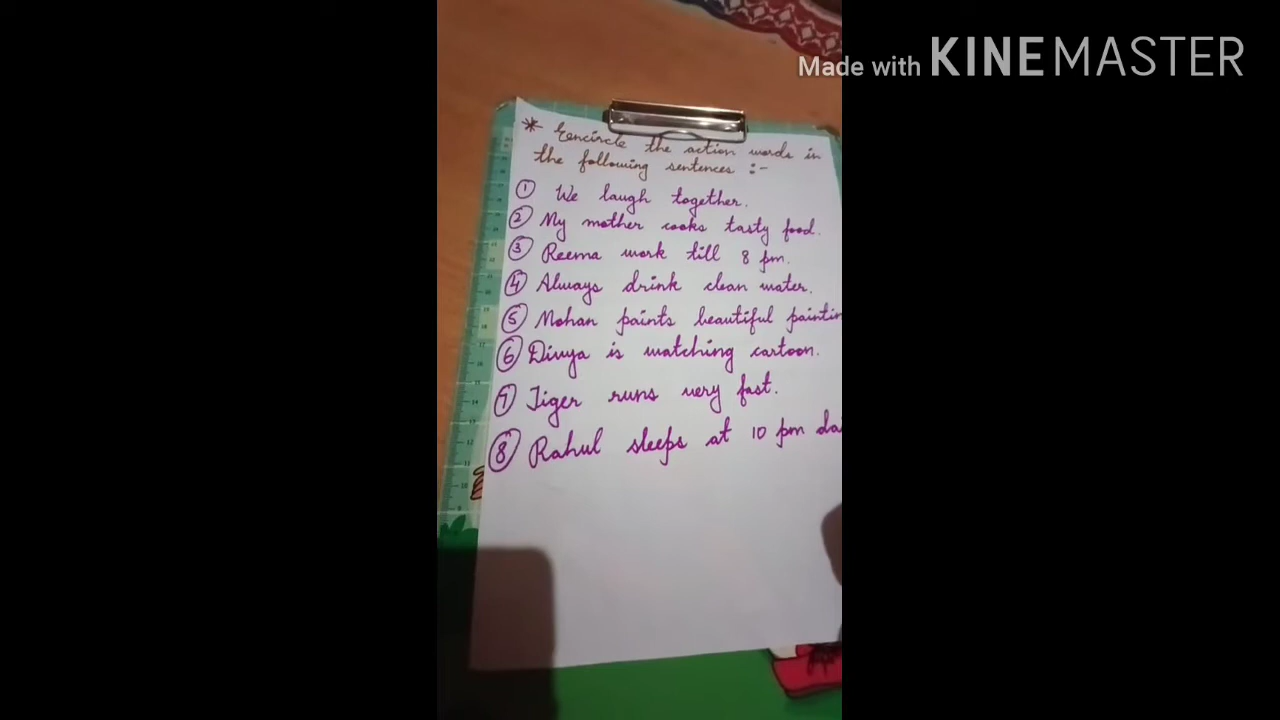 Made with KINEMASTER
* Encircle the action words in
the following sentences :-
① We laugh together.
② My mother cooks tasty food.
③ Reema work till 8 pm.
④ Always drink clean water.
⑤ Mohan paints beautiful
⑥ Divya is watching cartoon.
⑦ Tiger runs very fast.
⑧ Rahul sleeps at 10 pm